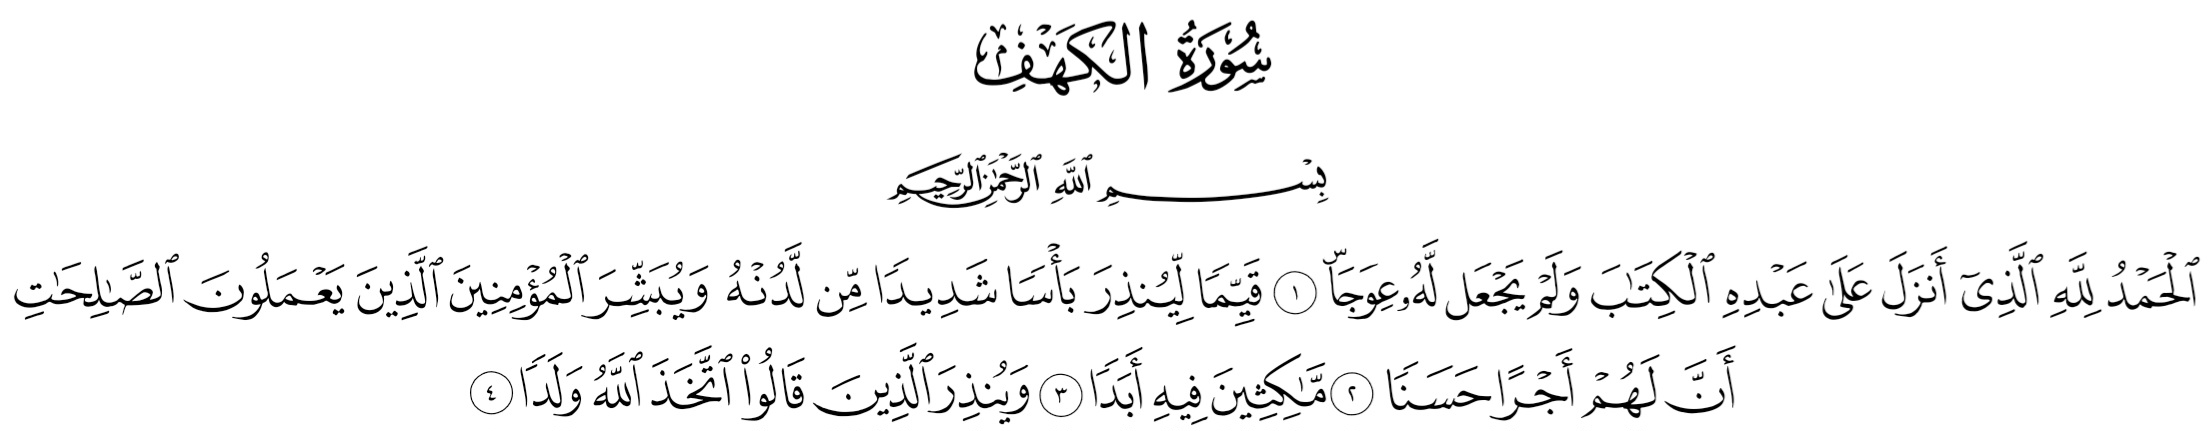 سُورَةُ الكَهۡفِ
بِسۡمِ ٱللَّهِ ٱلرَّحۡمَٰنِ ٱلرَّحِيمِ
ٱلۡحَمۡدُ لِلَّهِ ٱلَّذِيٓ أَنزَلَ عَلَىٰ عَبۡدِهِ ٱلۡكِتَٰبَ وَلَمۡ يَجۡعَل لَّهُۥ عِوَجَاۜ ١ قَيِّمٗا لِّيُنذِرَ بَأۡسٗا شَدِيدٗا مِّن لَّدُنۡهُ وَيُبَشِّرَ ٱلۡمُؤۡمِنِينَ ٱلَّذِينَ يَعۡمَلُونَ ٱلصَّٰلِحَٰتِ
أَنَّ لَهُمۡ أَجۡرًا حَسَنٗا ٢ مَّٰكِثِينَ فِيهِ أَبَدٗا ٣ وَيُنذِرَ ٱلَّذِينَ قَالُواْ ٱتَّخَذَ ٱللَّهُ وَلَدٗا ٤